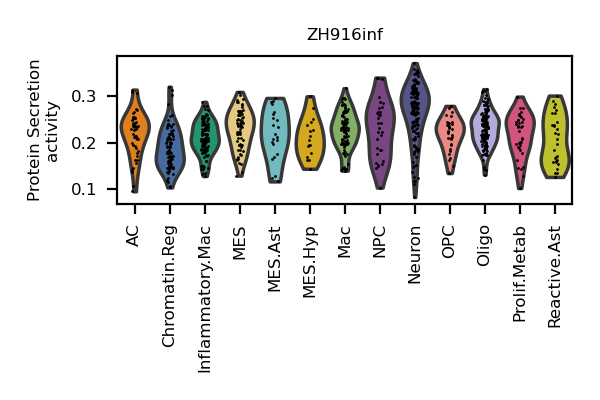 ZH916inf
Protein Secretion
activity
0.3
0.2
0.1
AC
Chromatin.Reg
Inflammatory.Mac
MES
MES.Ast
MES.Hyp
Mac
NPC
Neuron
OPC
Oligo
Prolif.Metab
Reactive.Ast